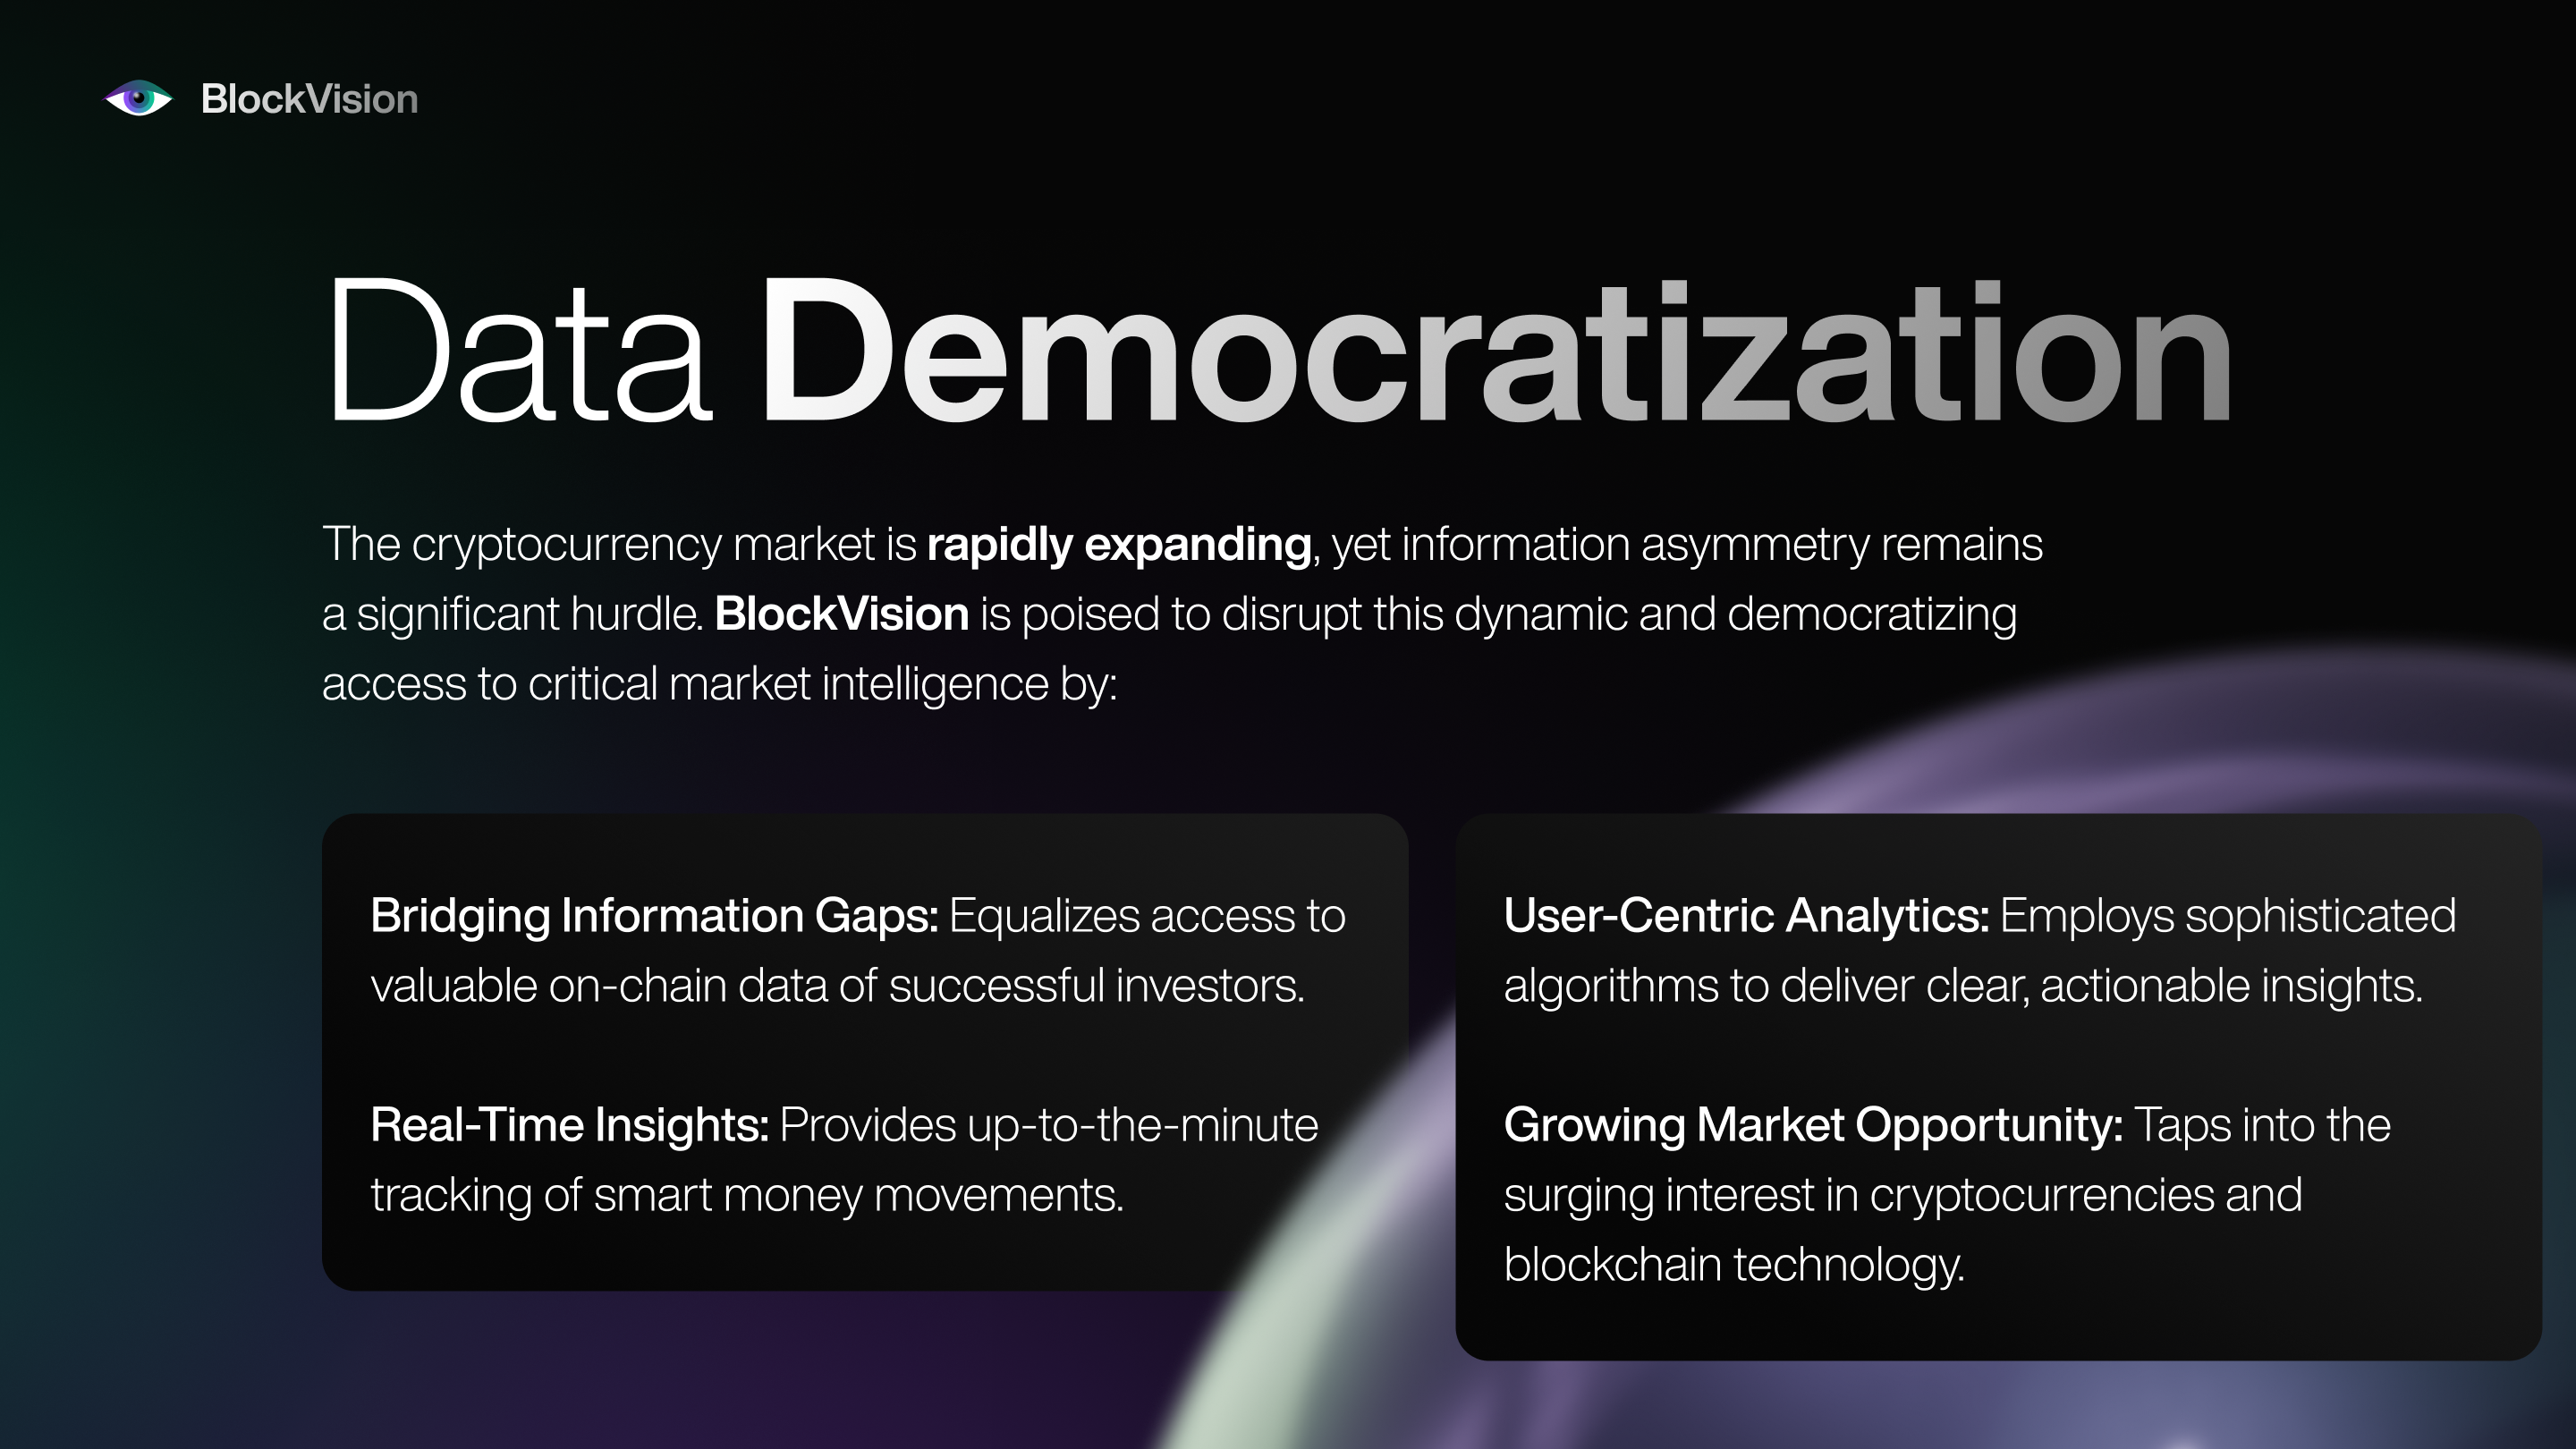 BlockVision
Data Democratization
The cryptocurrency market is rapidly expanding, yet information asymmetry remains
a significant hurdle. BlockVision is poised to disrupt this dynamic and democratizing
access to critical market intelligence by:
Bridging Information Gaps: Equalizes access to
valuable on-chain data of successful investors.
Real-Time Insights: Provides up-to-the-minute
tracking of smart money movements.
User-Centric Analytics: Employs sophisticated
algorithms to deliver clear, actionable insights.
Growing Market Opportunity: Taps into the
surging interest in cryptocurrencies and
blockchain technology.